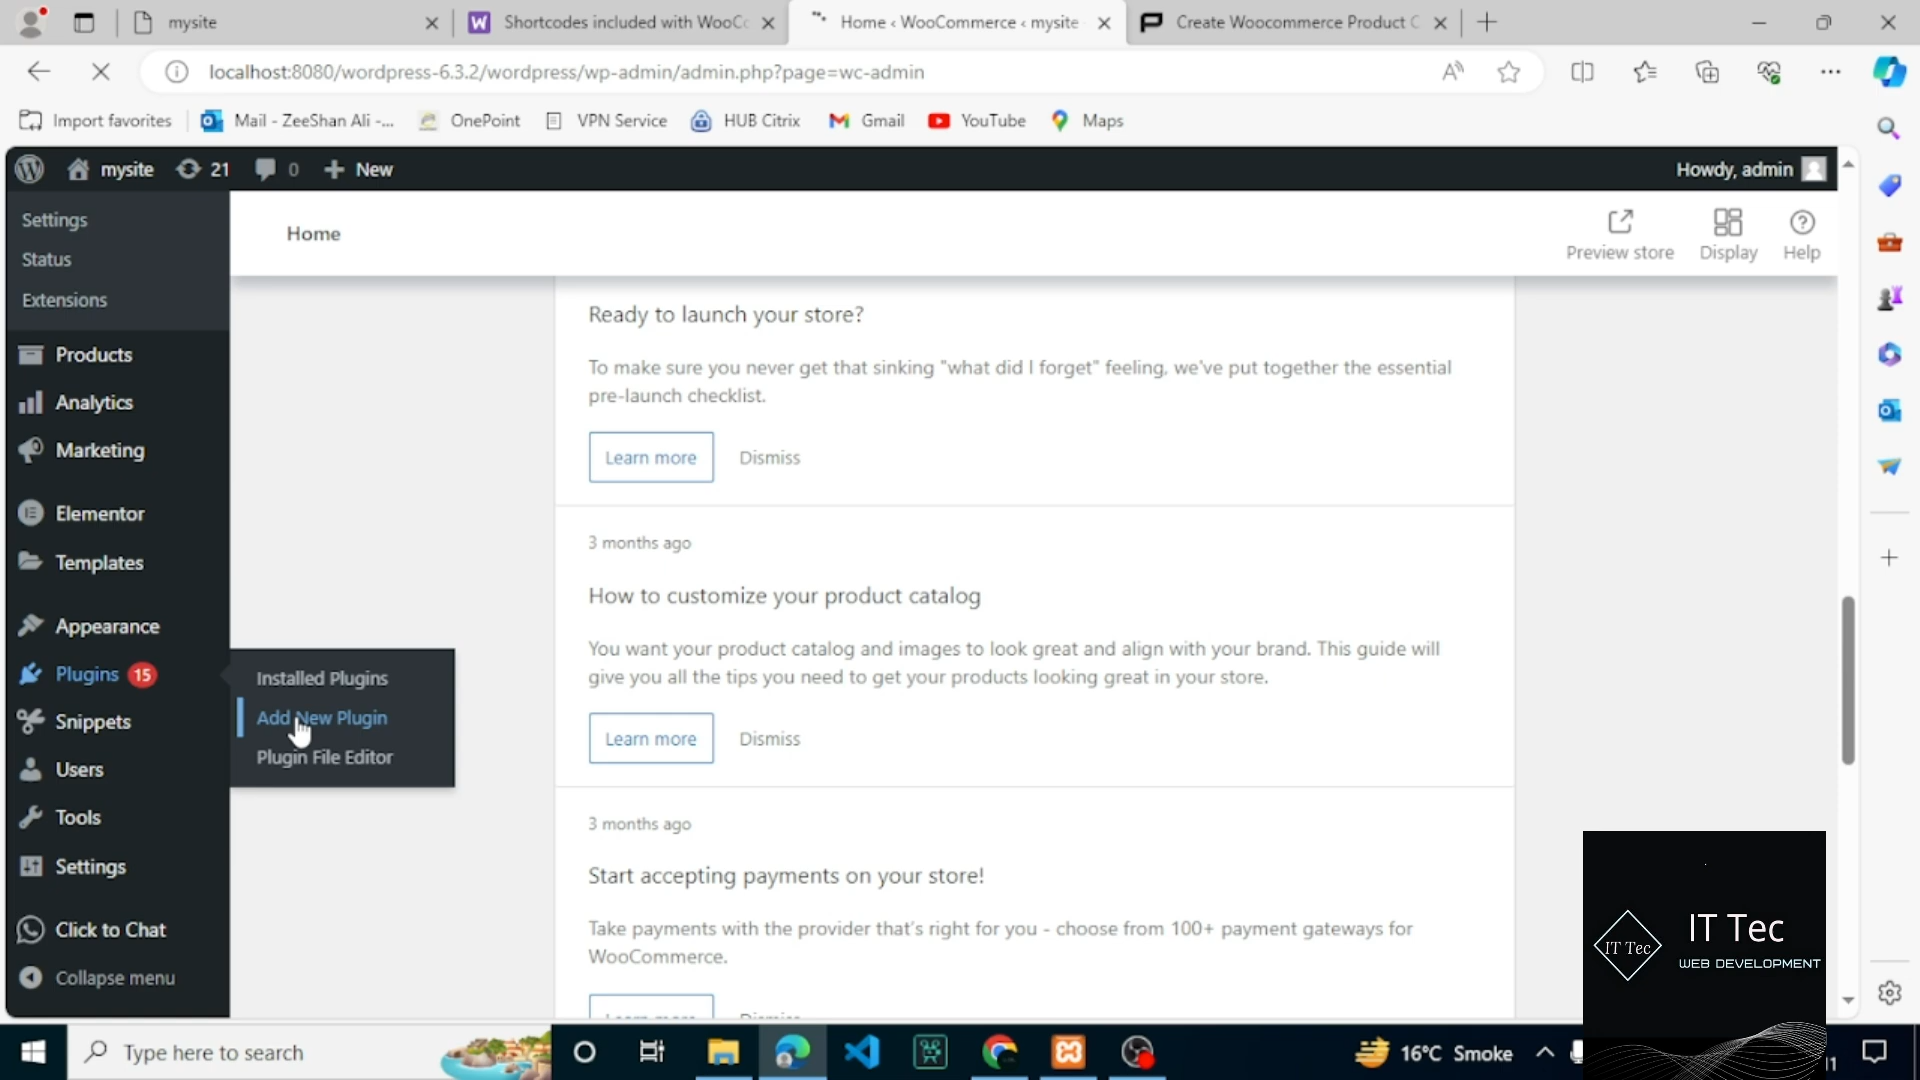 mysite
Shortcodes included with WooCc
Home ‹ WooCommerce ‹ mysite
Create Woocommerce Product C
localhost:8080/wordpress-6.3.2/wordpress/wp-admin/admin.php?page=wc-admin
Import favorites
Mail - ZeeShan Ali -...
OnePoint
VPN Service
HUB Citrix
Gmail
YouTube
Maps
mysite
21
0
New
Howdy, admin
Settings
Status
Extensions
Products
Analytics
Marketing
Elementor
Templates
Appearance
Plugins 15
Snippets
Users
Tools
Settings
Click to Chat
Collapse menu
Installed Plugins
Add New Plugin
Plugin File Editor
Home
Preview store
Display
Help
Ready to launch your store?
To make sure you never get that sinking "what did I forget" feeling, we've put together the essential
pre-launch checklist.
Learn more
Dismiss
3 months ago
How to customize your product catalog
You want your product catalog and images to look great and align with your brand. This guide will
give you all the tips you need to get your products looking great in your store.
Learn more
Dismiss
3 months ago
Start accepting payments on your store!
Take payments with the provider that's right for you - choose from 100+ payment gateways for
WooCommerce.
Learn more
Dismiss
IT Tec
IT Tec
WEB DEVELOPMENT
Type here to search
16°C Smoke